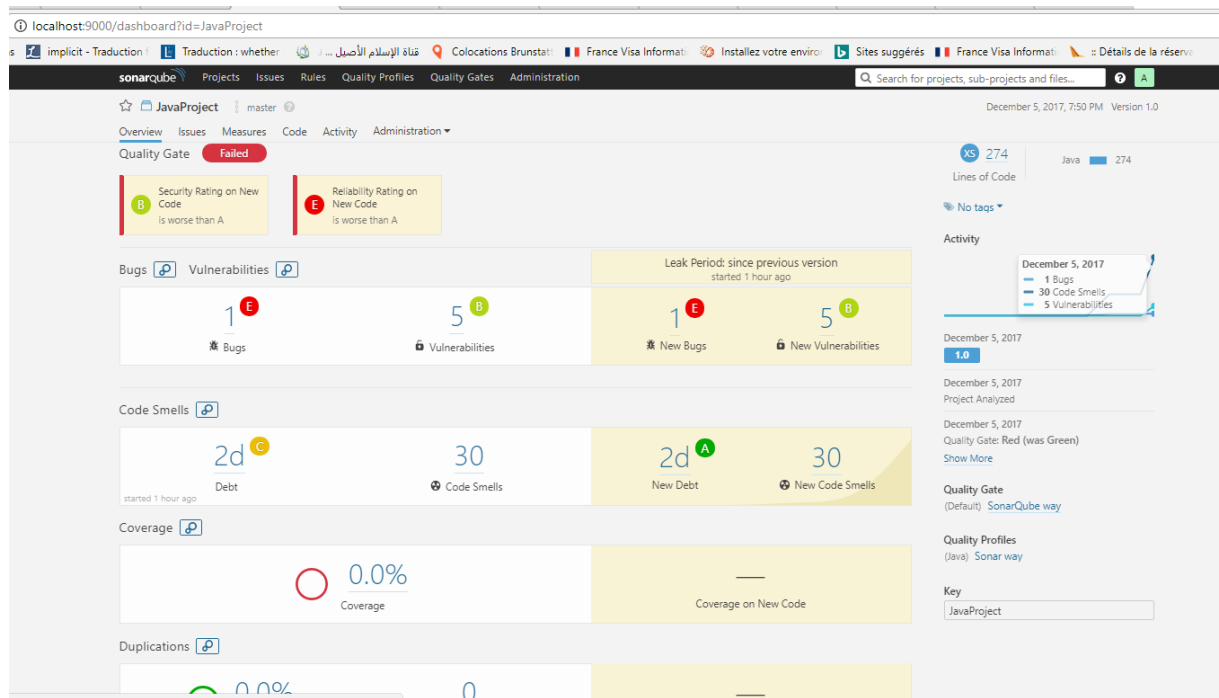 localhost:9000/dashboard?id=JavaProject
implicit - Traduction Traduction : whether قناة الإسلام الأصيل ... Colocations Brunstatt France Visa Informati Installez votre enviro Sites suggérés France Visa Informati :: Détails de la réserva
sonarqube Projects Issues Rules Quality Profiles Quality Gates Administration Search for projects, sub-projects and files... ? A
JavaProject master December 5, 2017, 7:50 PM Version 1.0
Overview Issues Measures Code Activity Administration
Quality Gate Failed
XS 274 Java 274
Lines of Code
Security Rating on New Code
B
is worse than A
Reliability Rating on New Code
E
is worse than A
No tags
Activity
December 5, 2017
1 Bugs
30 Code Smells
5 Vulnerabilities
Bugs Vulnerabilities
Leak Period: since previous version
started 1 hour ago
1 E 5 B 1 E 5 B
Bugs Vulnerabilities New Bugs New Vulnerabilities
December 5, 2017
1.0
December 5, 2017
Project Analyzed
December 5, 2017
Quality Gate: Red (was Green)
Show More
Code Smells
2d C 30 2d A 30
Debt Code Smells New Debt New Code Smells
started 1 hour ago
Quality Gate
(Default) SonarQube way
Quality Profiles
(Java) Sonar way
Key
JavaProject
Coverage
0.0%
Coverage Coverage on New Code
Duplications
0.0% 0